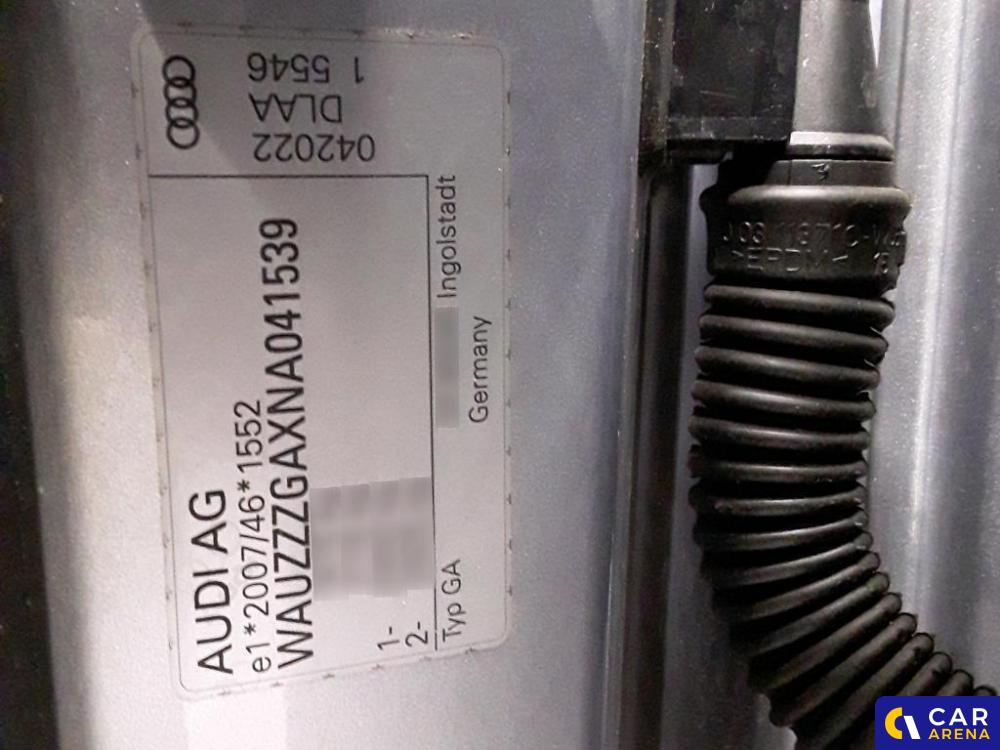 AUDI AG
e1*2007/46*1552
WAUZZZGAXNA041539
1-
2-
Typ GA
Ingolstadt
Germany
042022
DLAA
1 5546
>EPDM<
CAR
ARENA